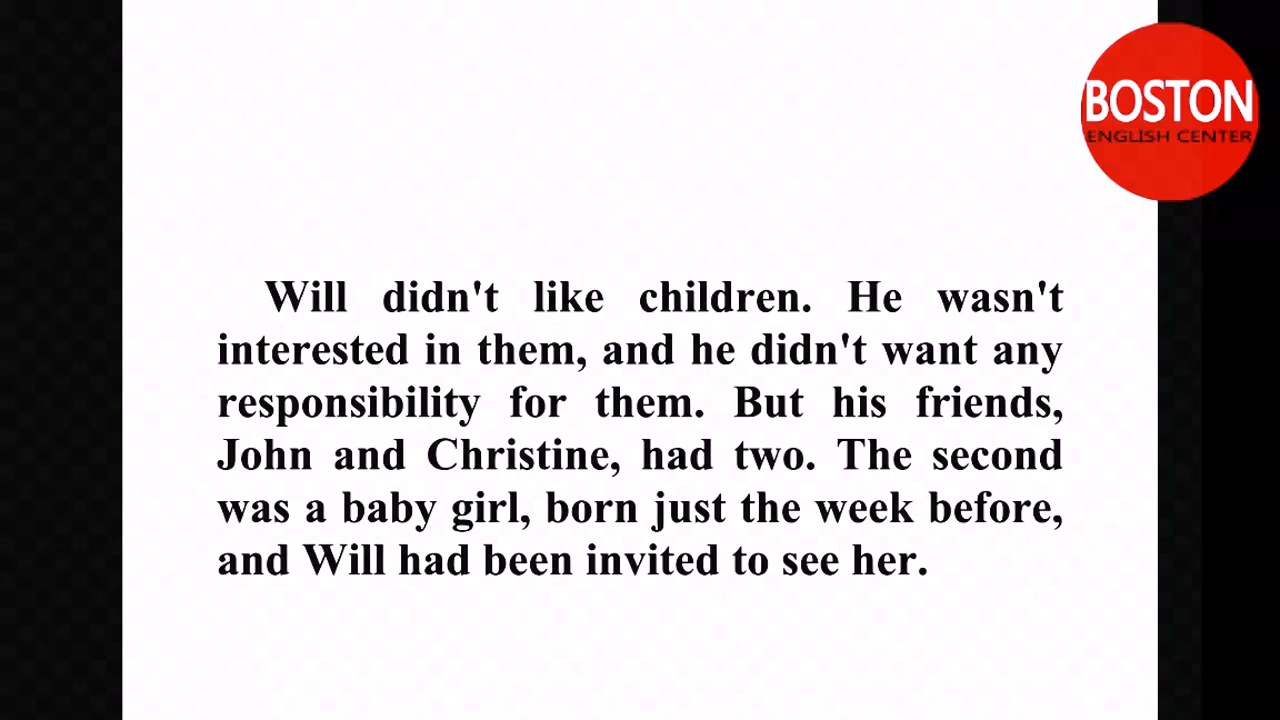 BOSTON
ENGLISH CENTER
Will didn't like children. He wasn't
interested in them, and he didn't want any
responsibility for them. But his friends,
John and Christine, had two. The second
was a baby girl, born just the week before,
and Will had been invited to see her.